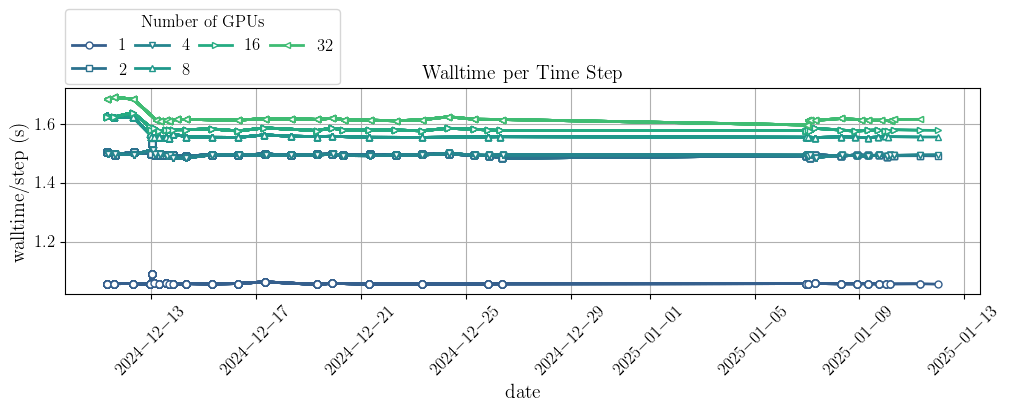 Number of GPUs
1 4 16 32
2 8
Walltime per Time Step
walltime/step (s)
1.6
1.4
1.2
2024−12−13 2024−12−17 2024−12−21 2024−12−25 2024−12−29 2025−01−01 2025−01−05 2025−01−09 2025−01−13
date